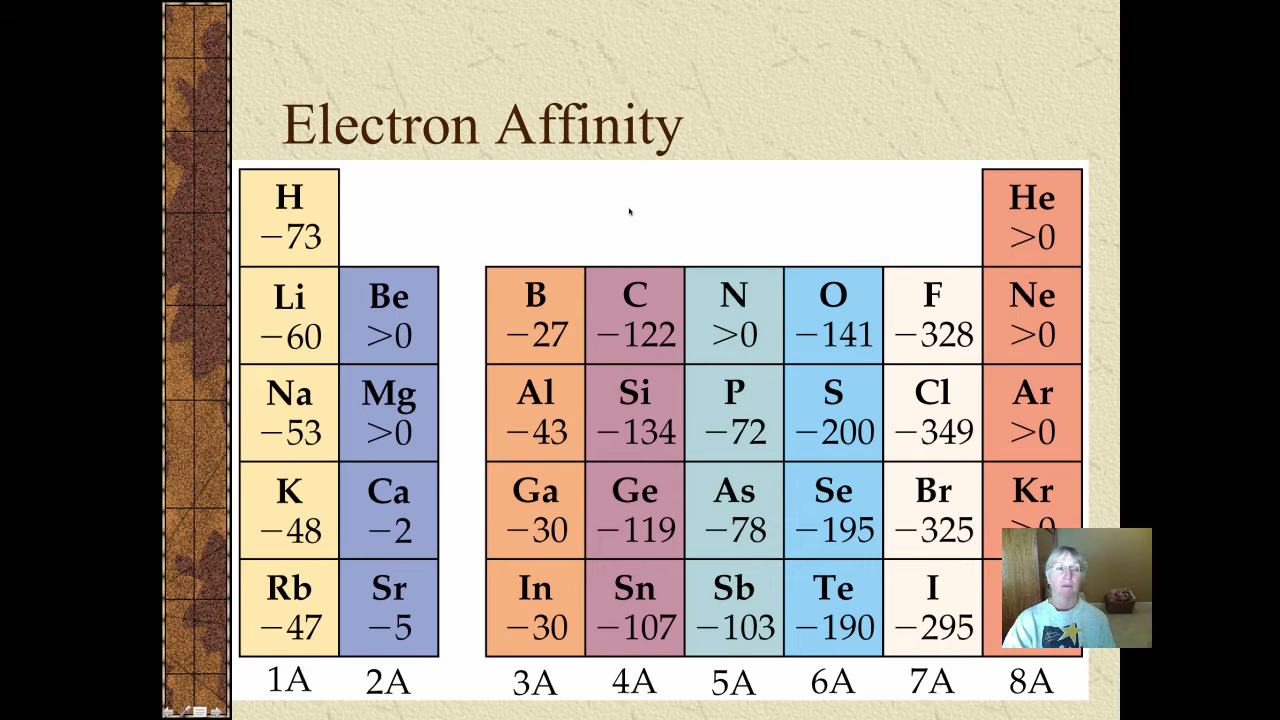 Electron Affinity
H He
−73 >0
Li Be B C N O F Ne
−60 >0 −27 −122 >0 −141 −328 >0
Na Mg Al Si P S Cl Ar
−53 >0 −43 −134 −72 −200 −349 >0
K Ca Ga Ge As Se Br Kr
−48 −2 −30 −119 −78 −195 −325 >0
Rb Sr In Sn Sb Te I
−47 −5 −30 −107 −103 −190 −295
1A 2A 3A 4A 5A 6A 7A 8A